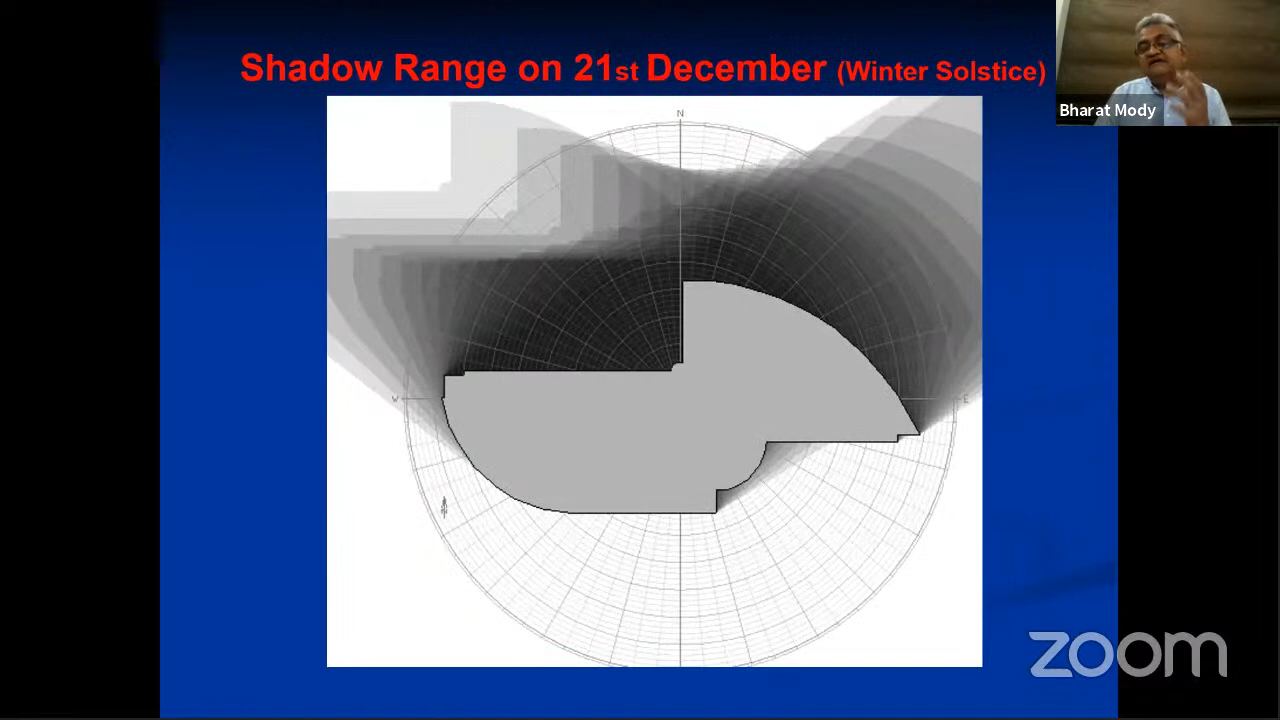 Shadow Range on 21st December (Winter Solstice)
Bharat Mody
N
W
E
N
zoom